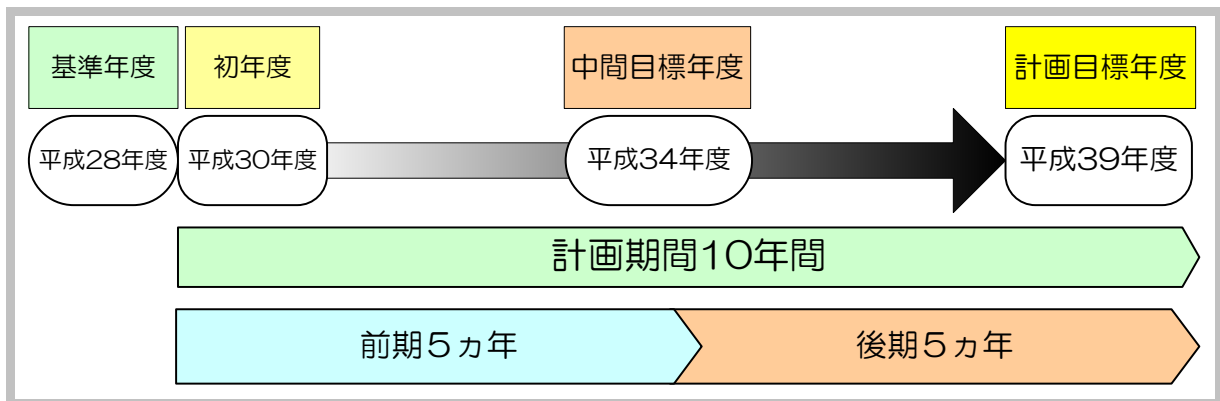 基準年度
初年度
中間目標年度
計画目標年度
平成28年度
平成30年度
平成34年度
平成39年度
計画期間10年間
前期5ヵ年
後期5ヵ年